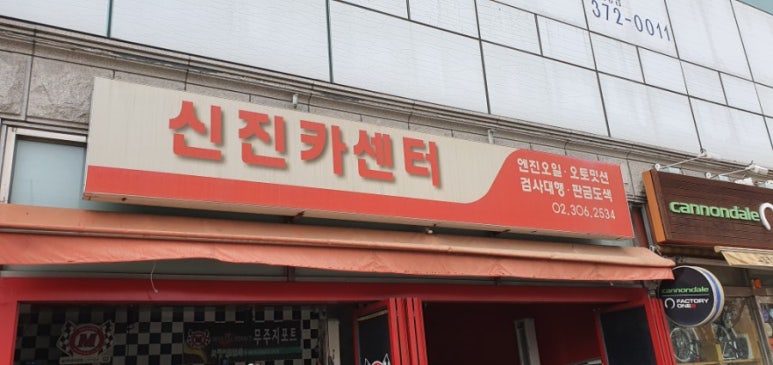 372-0011
신진카센터
엔진오일·오토밋션
검사대행·판금도색
02.306.2534
cannondale
cannondale
FACTORY
ONE
무주지포트